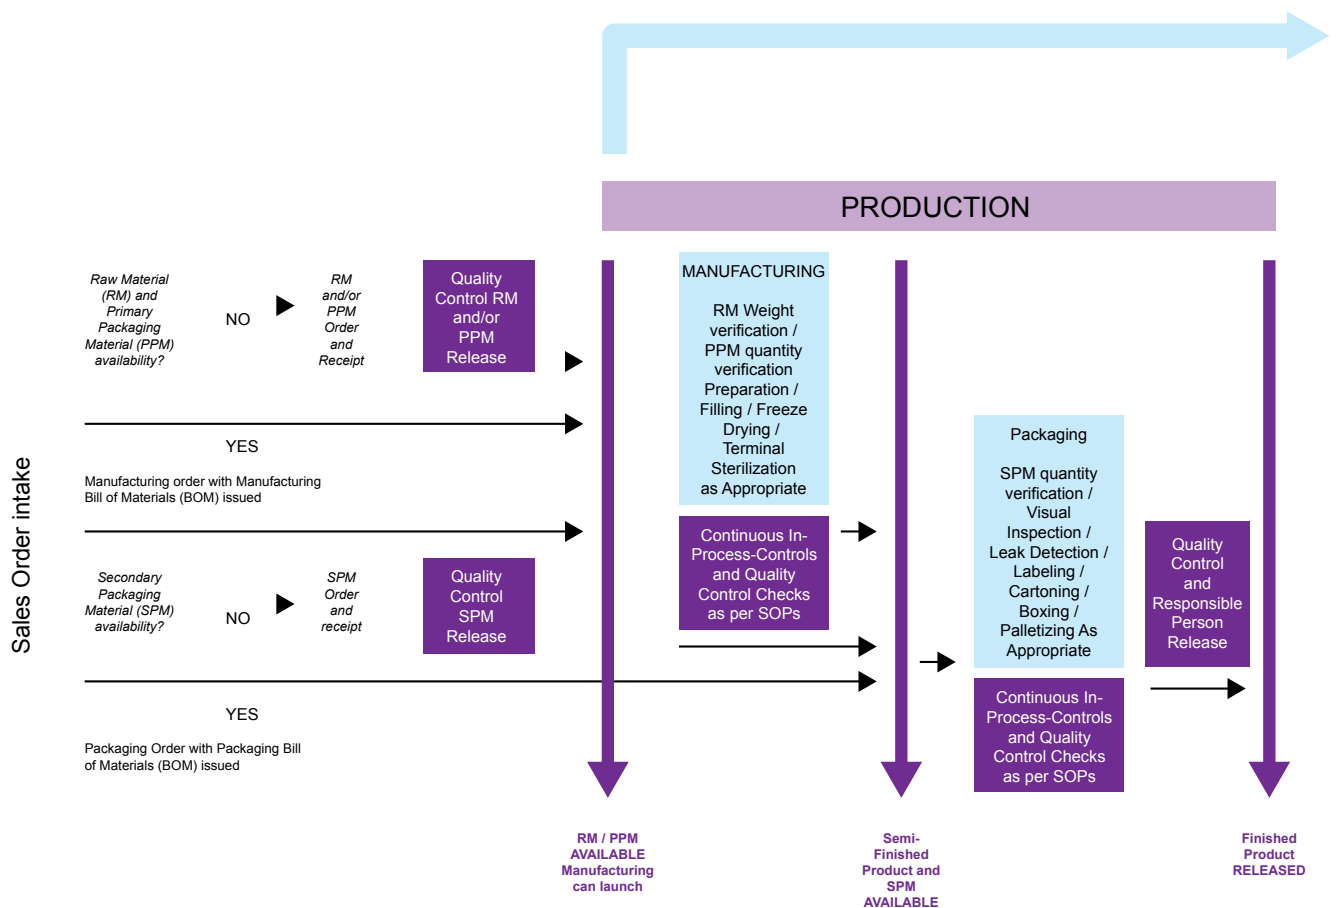 PRODUCTION
Sales Order intake
Raw Material
(RM) and
Primary
Packaging
Material (PPM)
availability?
NO
RM
and/or
PPM
Order
and
Receipt
Quality
Control RM
and/or
PPM
Release
YES
Manufacturing order with Manufacturing
Bill of Materials (BOM) issued
Secondary
Packaging
Material (SPM)
availability?
NO
SPM
Order
and
receipt
Quality
Control
SPM
Release
YES
Packaging Order with Packaging Bill
of Materials (BOM) issued
MANUFACTURING
RM Weight
verification /
PPM quantity
verification
Preparation /
Filling / Freeze
Drying /
Terminal
Sterilization
as Appropriate
Continuous In-
Process-Controls
and Quality
Control Checks
as per SOPs
Packaging
SPM quantity
verification /
Visual
Inspection /
Leak Detection /
Labeling /
Cartoning /
Boxing /
Palletizing As
Appropriate
Continuous In-
Process-Controls
and Quality
Control Checks
as per SOPs
Quality
Control
and
Responsible
Person
Release
RM / PPM
AVAILABLE
Manufacturing
can launch
Semi-
Finished
Product and
SPM
AVAILABLE
Finished
Product
RELEASED